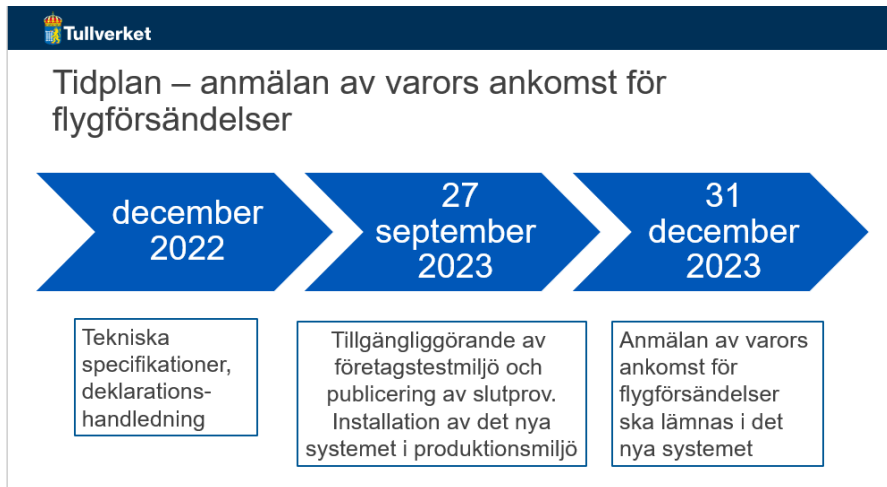 Tullverket
Tidplan – anmälan av varors ankomst för
flygförsändelser
december
2022
27
september
2023
31
december
2023
Tekniska
specifikationer,
deklarations-
handledning
Tillgängliggörande av
företagstestmiljö och
publicering av slutprov.
Installation av det nya
systemet i produktionsmiljö
Anmälan av varors
ankomst för
flygförsändelser
ska lämnas i det
nya systemet